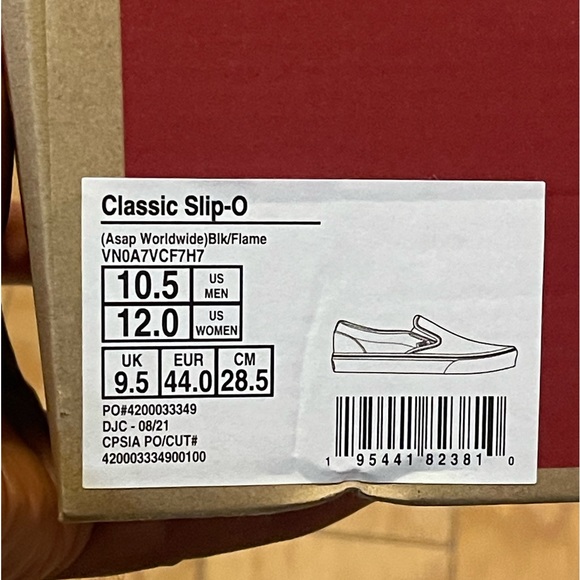 Classic Slip-O
(Asap Worldwide)Blk/Flame
VN0A7VCF7H7
10.5 US MEN
12.0 US WOMEN
UK EUR CM
9.5 44.0 28.5
PO#4200033349
DJC - 08/21
CPSIA PO/CUT#
420003334900100
1 95441 82381 0